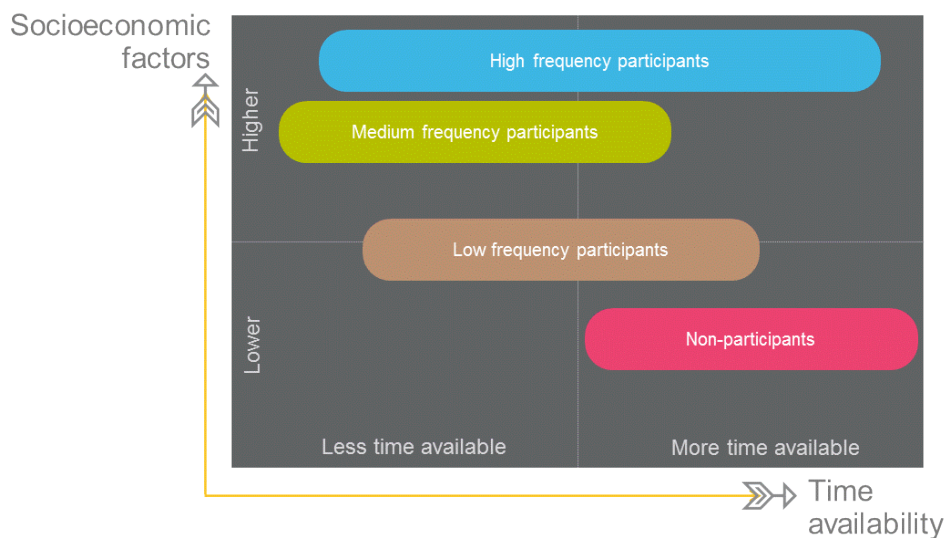 Socioeconomic
factors
Higher
High frequency participants
Medium frequency participants
Low frequency participants
Lower
Non-participants
Less time available
More time available
Time
availability